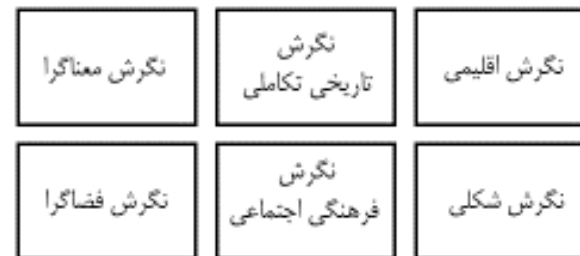 نگرش اقلیمی
نگرش
تاریخی تکاملی
نگرش معناگرا
نگرش شکلی
نگرش
فرهنگی اجتماعی
نگرش فضاگرا